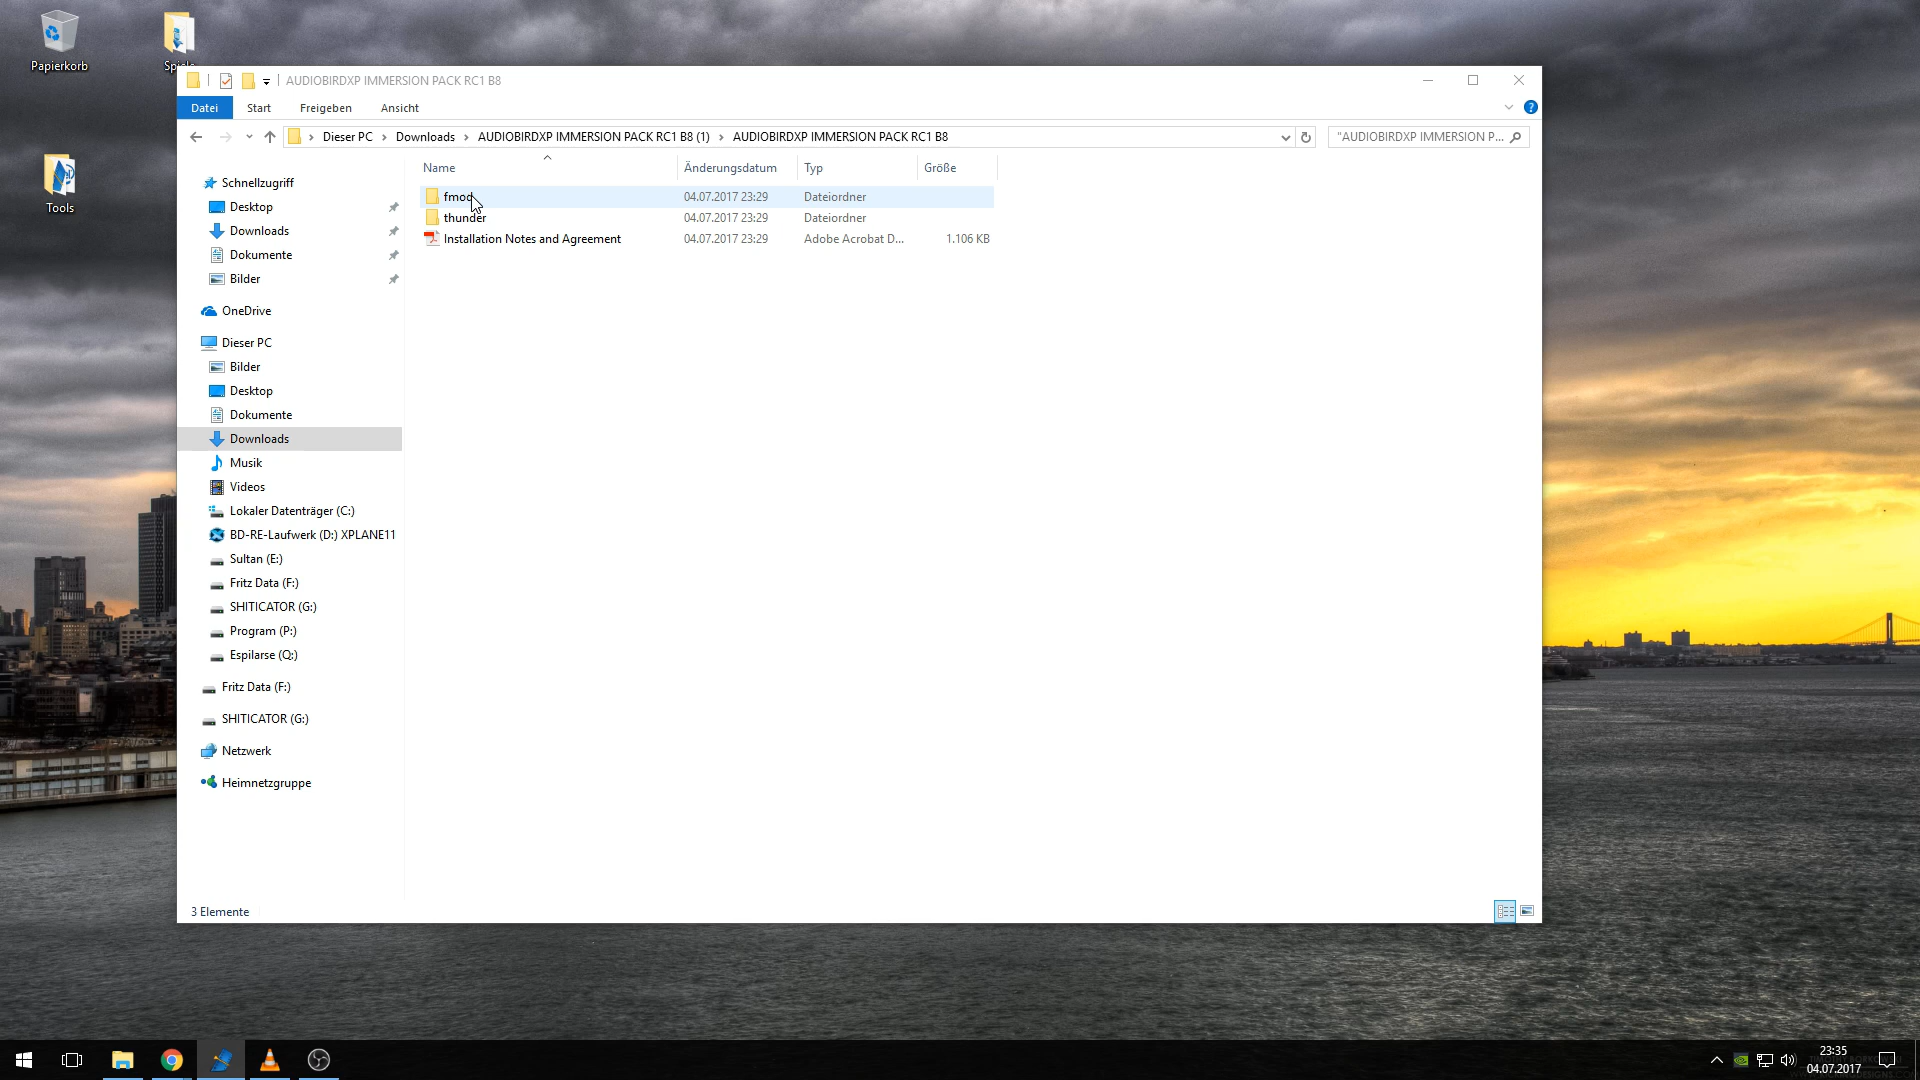 Papierkorb
Spiele
Tools
AUDIOBIRDXP IMMERSION PACK RC1 B8
Datei Start Freigeben Ansicht
Dieser PC Downloads AUDIOBIRDXP IMMERSION PACK RC1 B8 (1) AUDIOBIRDXP IMMERSION PACK RC1 B8
"AUDIOBIRDXP IMMERSION P...
Name Änderungsdatum Typ Größe
fmod 04.07.2017 23:29 Dateiordner
thunder 04.07.2017 23:29 Dateiordner
Installation Notes and Agreement 04.07.2017 23:29 Adobe Acrobat D... 1.106 KB
Schnellzugriff
Desktop
Downloads
Dokumente
Bilder
OneDrive
Dieser PC
Bilder
Desktop
Dokumente
Downloads
Musik
Videos
Lokaler Datenträger (C:)
BD-RE-Laufwerk (D:) XPLANE11
Sultan (E:)
Fritz Data (F:)
SHITICATOR (G:)
Program (P:)
Espilarse (Q:)
Fritz Data (F:)
SHITICATOR (G:)
Netzwerk
Heimnetzgruppe
3 Elemente
23:35
04.07.2017